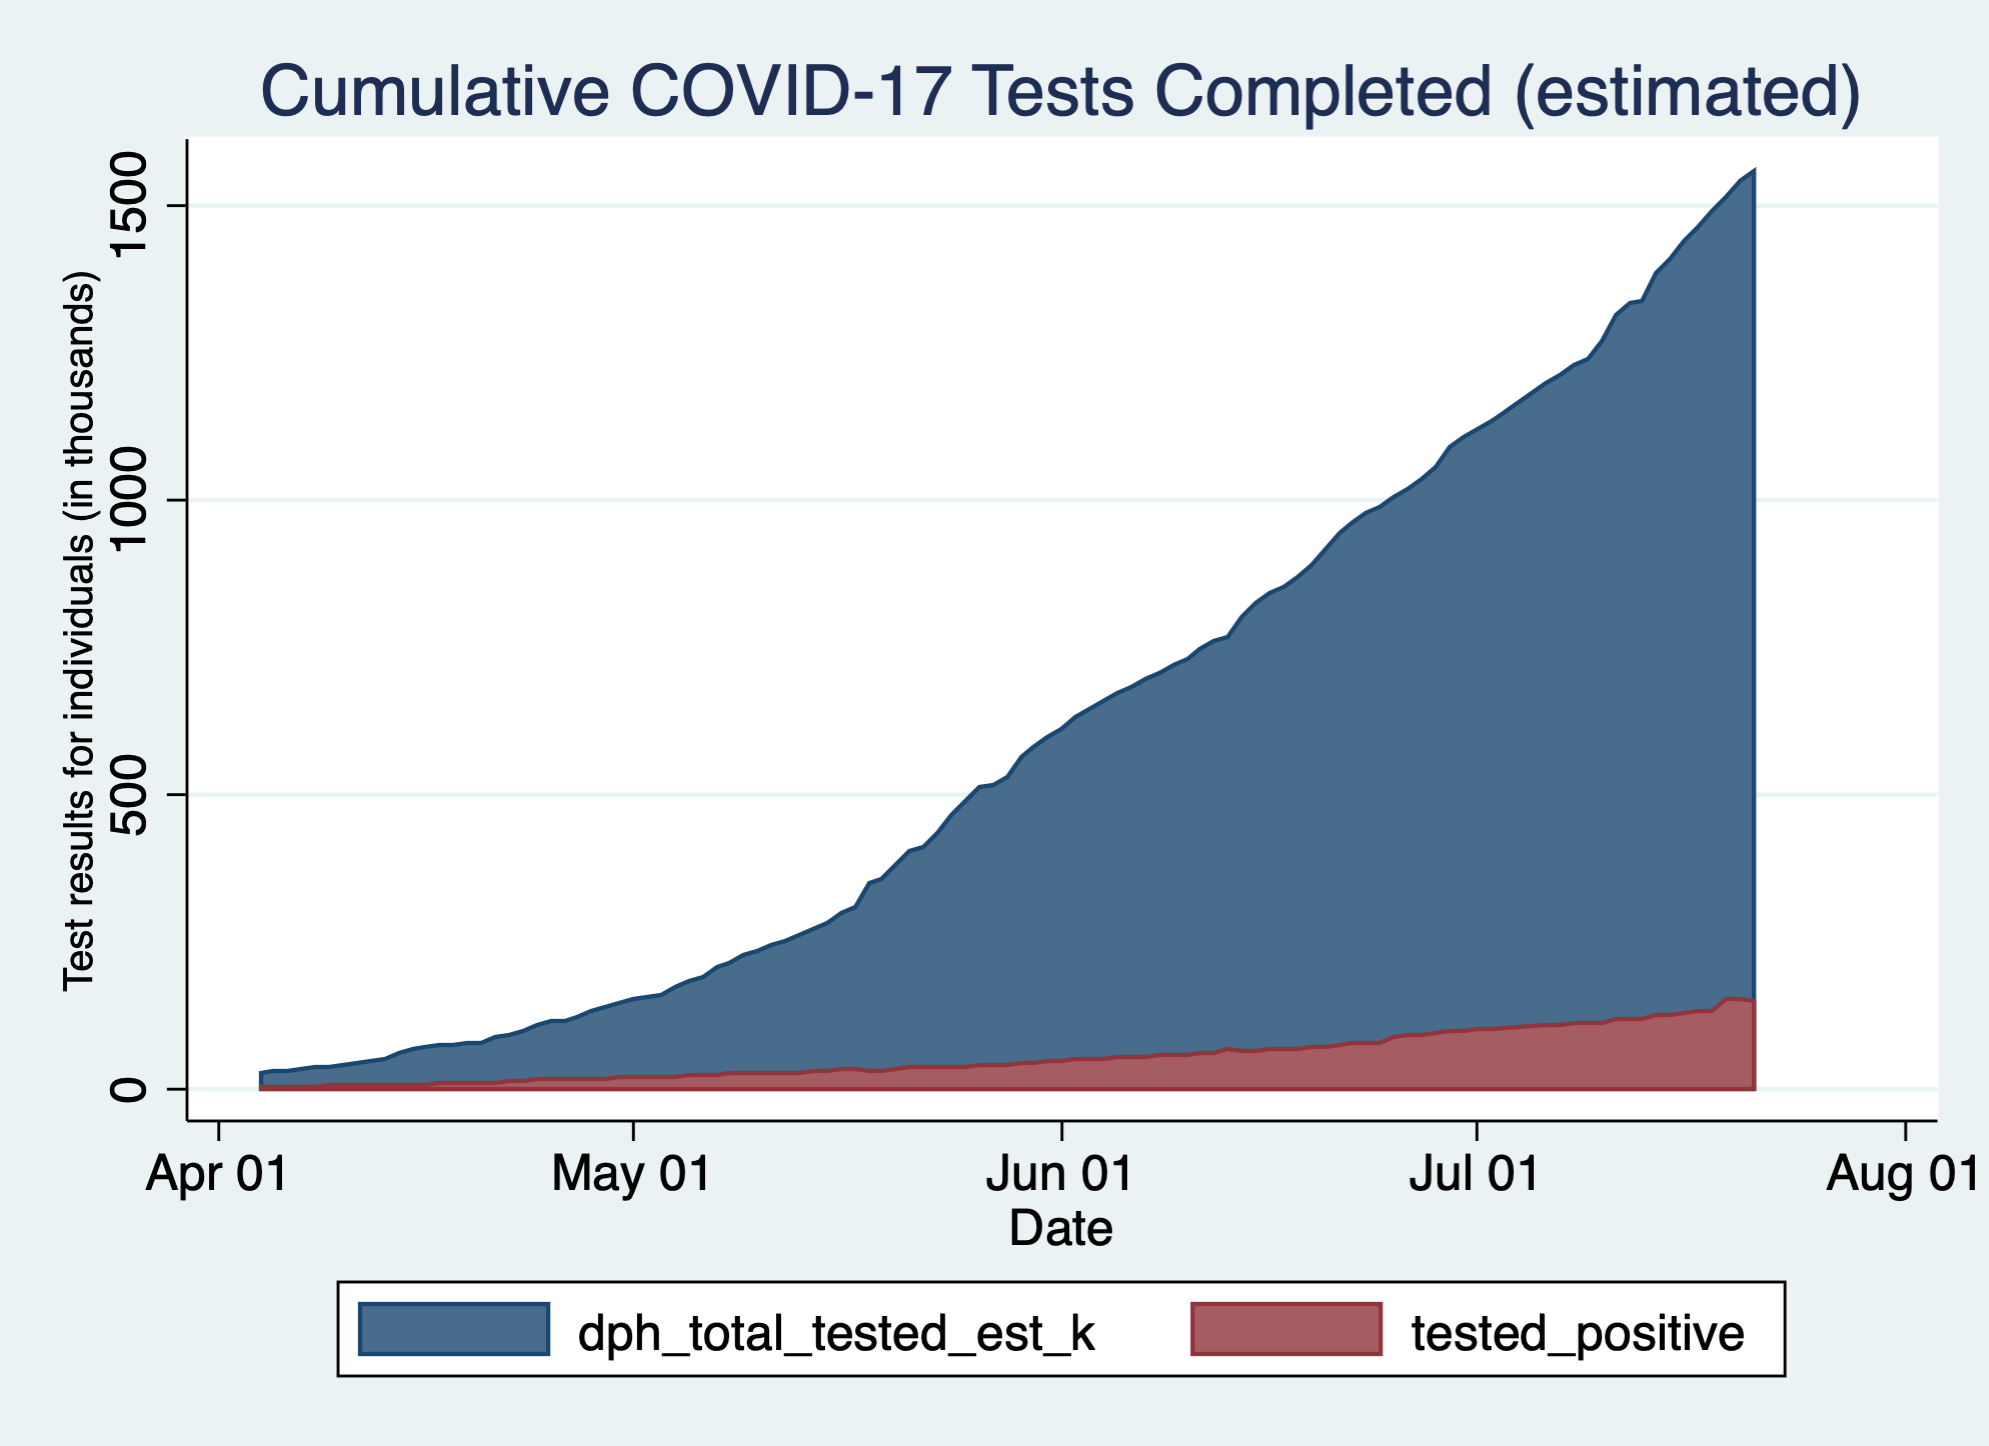 Cumulative COVID-17 Tests Completed (estimated)
Test results for individuals (in thousands)
1500
1000
500
0
Apr 01
May 01
Jun 01
Jul 01
Aug 01
Date
dph_total_tested_est_k
tested_positive